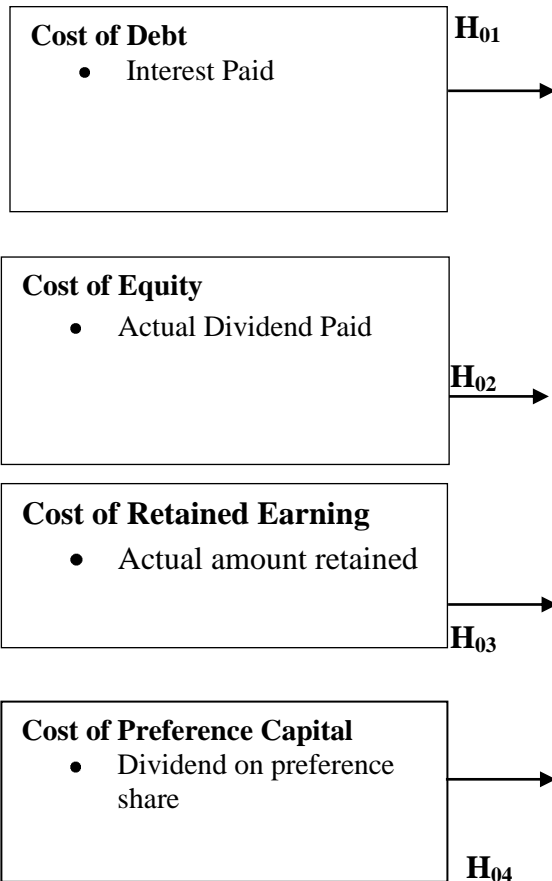 Cost of Debt
• Interest Paid
H01
Cost of Equity
• Actual Dividend Paid
H02
Cost of Retained Earning
• Actual amount retained
H03
Cost of Preference Capital
• Dividend on preference
share
H04